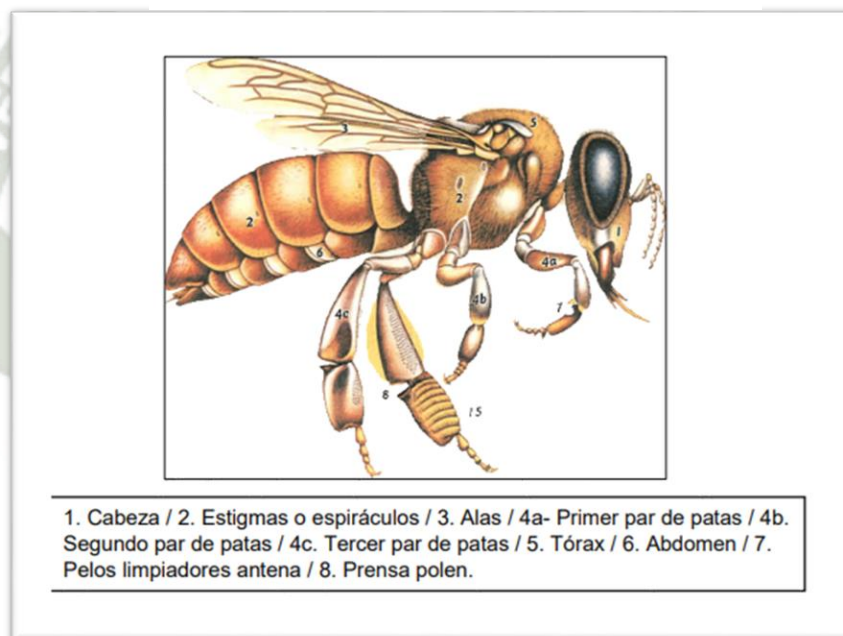 3
5
2
1
2
6
4a
4c
4b
7
8
15
1. Cabeza / 2. Estigmas o espiráculos / 3. Alas / 4a- Primer par de patas / 4b.
Segundo par de patas / 4c. Tercer par de patas / 5. Tórax / 6. Abdomen / 7.
Pelos limpiadores antena / 8. Prensa polen.